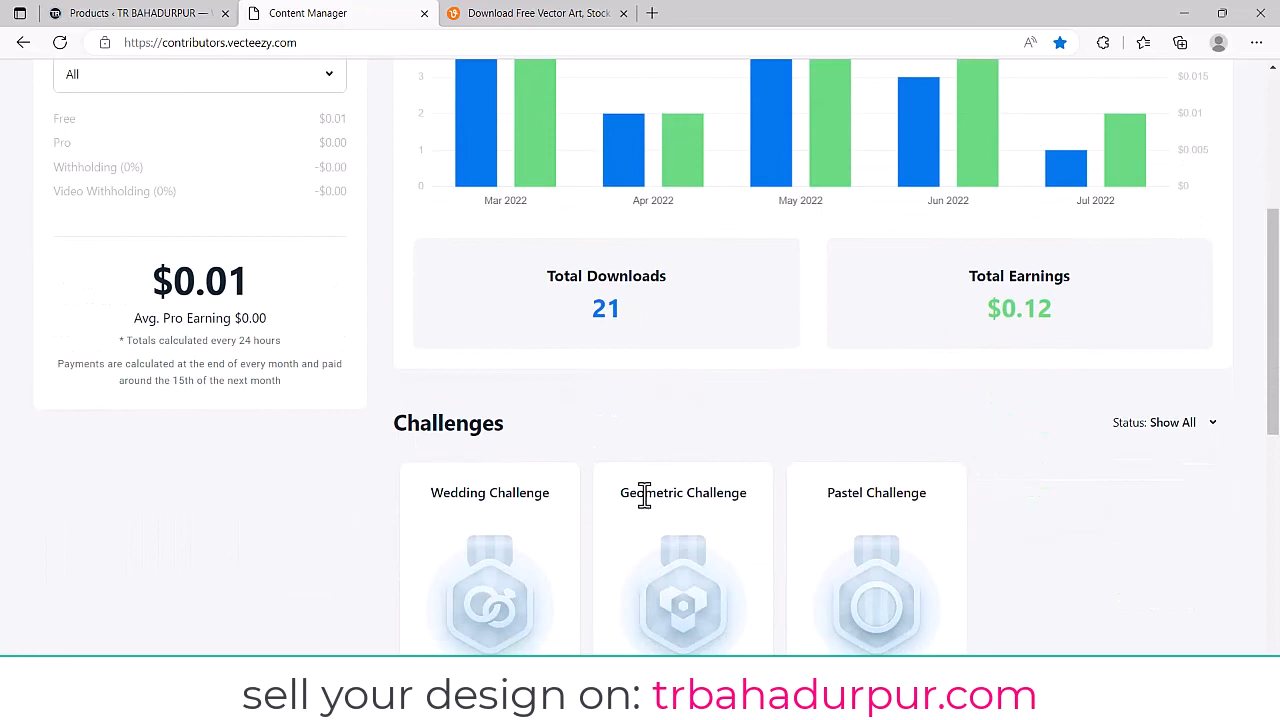 Products ‹ TR BAHADURPUR —
Content Manager
Download Free Vector Art, Stock
https://contributors.vecteezy.com
All
Free $0.01
Pro $0.00
Withholding (0%) -$0.00
Video Withholding (0%) -$0.00
$0.01
Avg. Pro Earning $0.00
* Totals calculated every 24 hours
Payments are calculated at the end of every month and paid
around the 15th of the next month
3 $0.015
2 $0.01
1 $0.005
0 $0
Mar 2022 Apr 2022 May 2022 Jun 2022 Jul 2022
Total Downloads
21
Total Earnings
$0.12
Challenges
Status: Show All
Wedding Challenge
Geometric Challenge
Pastel Challenge
sell your design on: trbahadurpur.com